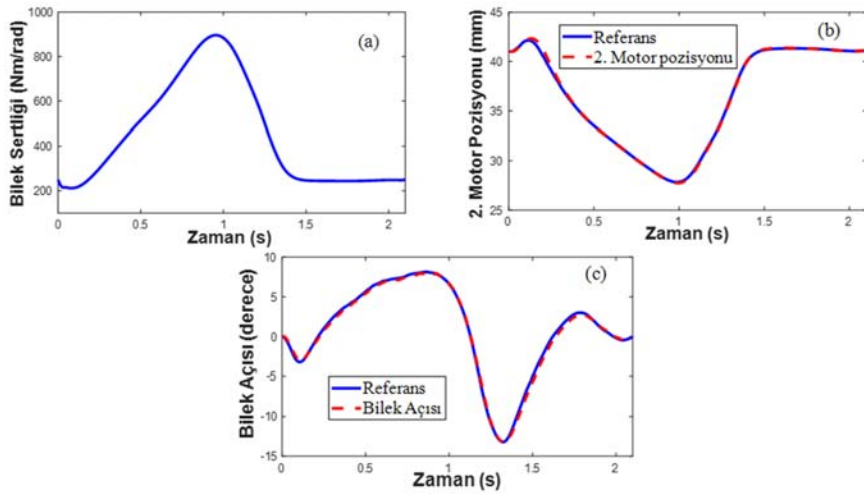 (a)
Bilek Sertliği (Nm/rad)
1000
800
600
400
200
0
0.5
1
1.5
2
Zaman (s)
(b)
Referans
2. Motor pozisyonu
2. Motor Pozisyonu (mm)
45
40
35
30
25
0
0.5
1
1.5
2
Zaman (s)
(c)
Referans
Bilek Açısı
Bilek Açısı (derece)
10
5
0
-5
-10
-15
0
0.5
1
1.5
2
Zaman (s)